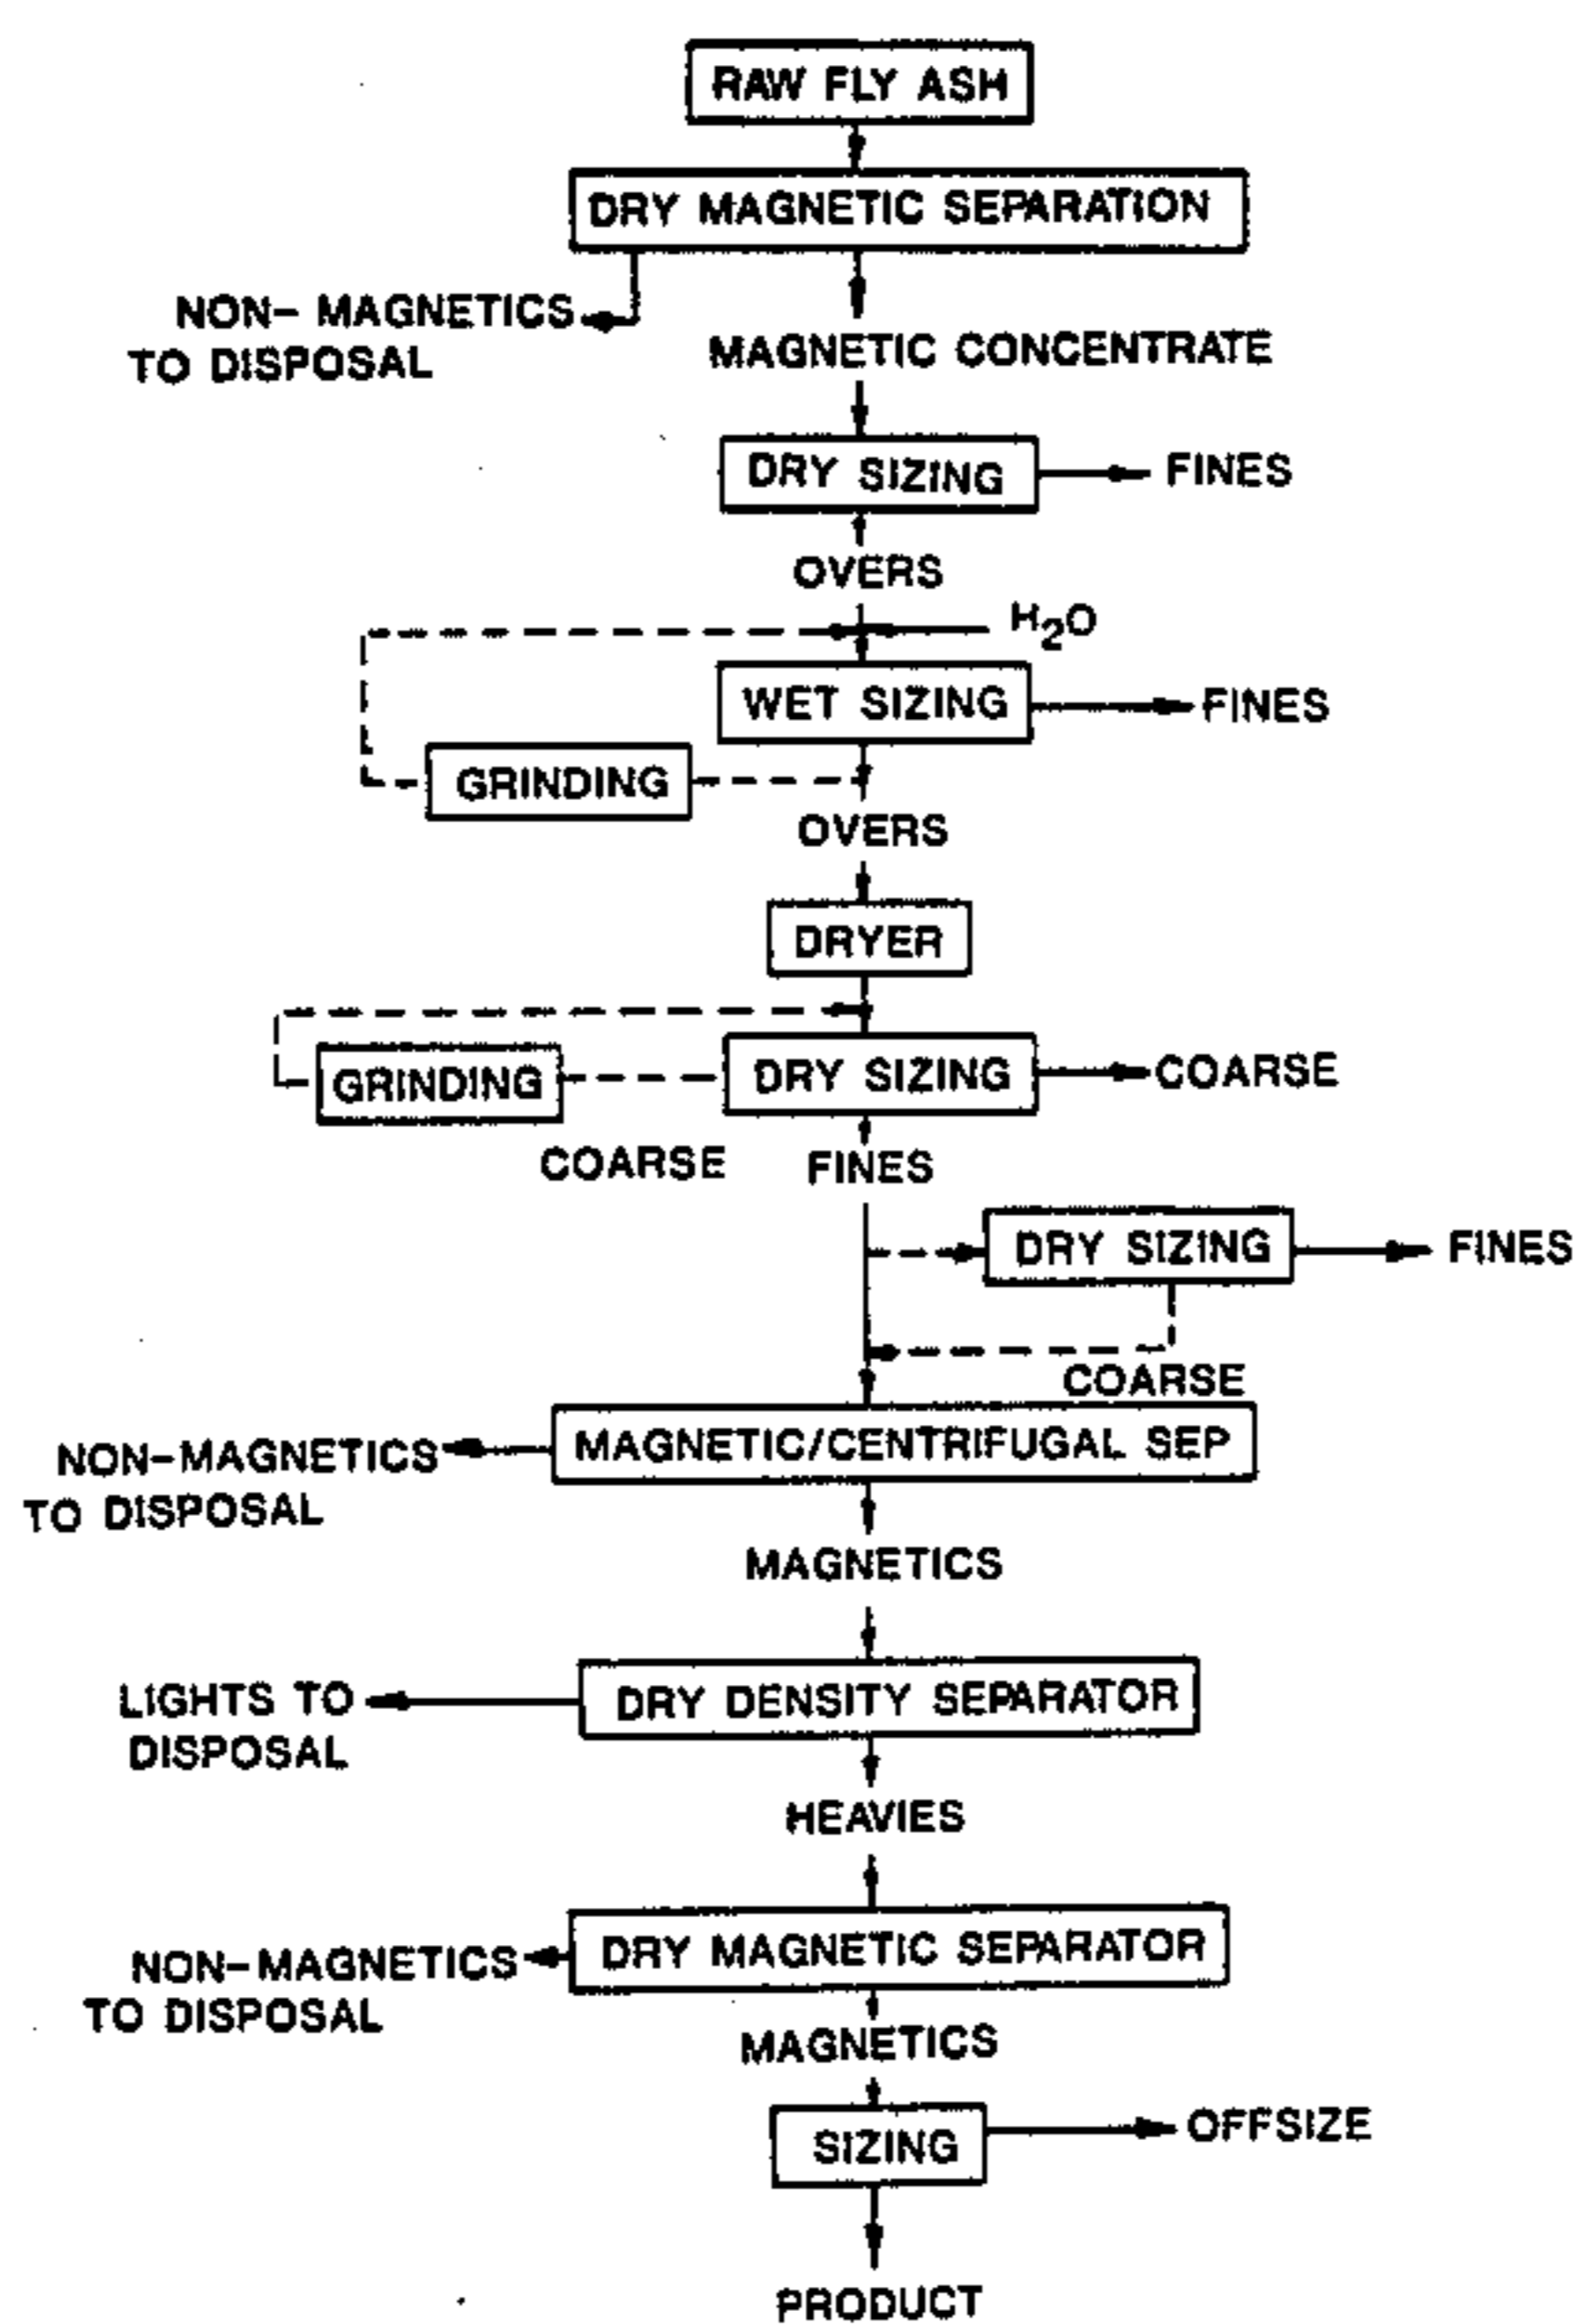 RAW FLY ASH
DRY MAGNETIC SEPARATION
NON- MAGNETICS
TO DISPOSAL
MAGNETIC CONCENTRATE
DRY SIZING
FINES
OVERS
H2O
WET SIZING
FINES
GRINDING
OVERS
DRYER
GRINDING
DRY SIZING
COARSE
COARSE
FINES
DRY SIZING
FINES
COARSE
MAGNETIC/CENTRIFUGAL SEP
NON-MAGNETICS
TO DISPOSAL
MAGNETICS
DRY DENSITY SEPARATOR
LIGHTS TO
DISPOSAL
HEAVIES
DRY MAGNETIC SEPARATOR
NON-MAGNETICS
TO DISPOSAL
MAGNETICS
SIZING
OFFSIZE
PRODUCT